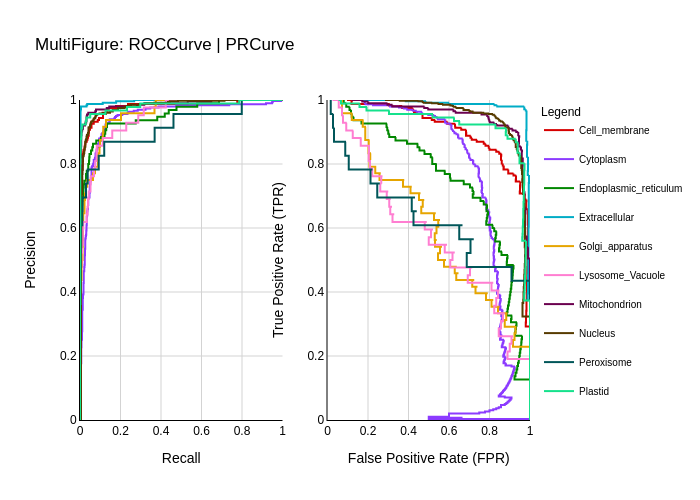 MultiFigure: ROCCurve | PRCurve
Precision
1
0.8
0.6
0.4
0.2
0
0 0.2 0.4 0.6 0.8 1
Recall
True Positive Rate (TPR)
1
0.8
0.6
0.4
0.2
0
0 0.2 0.4 0.6 0.8 1
False Positive Rate (FPR)
Legend
Cell_membrane
Cytoplasm
Endoplasmic_reticulum
Extracellular
Golgi_apparatus
Lysosome_Vacuole
Mitochondrion
Nucleus
Peroxisome
Plastid